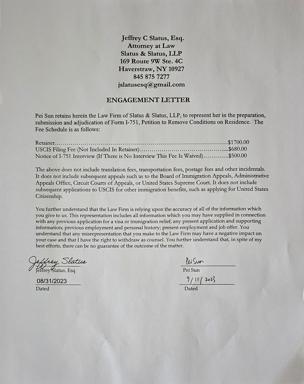 Jeffrey C Slatus, Esq.
Attorney at Law
Slatus & Slatus, LLP
169 Route 9W Ste. 4C
Haverstraw, NY 10927
845 875 7277
jslatusesq@gmail.com
ENGAGEMENT LETTER
Pei Sun retains herein the Law Firm of Slatus & Slatus, LLP, to represent her in the preparation,
submission and adjudication of Form I-751, Petition to Remove Conditions on Residence. The
Fee Schedule is as follows:
Retainer..................................................$1700.00
USCIS Filing Fee (Not Included in Retainer)..................................................$680.00
Notice of I-751 Interview (If There is No Interview This Fee Is Waived)..............................$500.00
The above does not include translation fees, transportation fees, postage fees and other incidentals.
It does not include subsequent appeals such as to the Board of Immigration Appeals, Administrative
Appeals Office, Circuit Courts of Appeals, or United States Supreme Court. It does not include
subsequent applications to USCIS for other immigration benefits, such as applying for United States
Citizenship.
You further understand that the Law Firm is relying upon the accuracy of all of the information which
you give to us. This representation includes all information which you may have supplied in connection
with any previous application for a visa or immigration relief; any present application and supporting
information; previous employment and personal history; present employment and job offer. You
understand that any misrepresentation that you make to the Law Firm may have a negative impact on
your case and that I have the right to withdraw as counsel. You further understand that, in spite of my
best efforts, there can be no guarantee of the outcome of the matter.
Jeffrey Slatus
Pei Sun
Jeffrey Slatus, Esq.
Pei Sun
08/31/2023
Dated
Dated